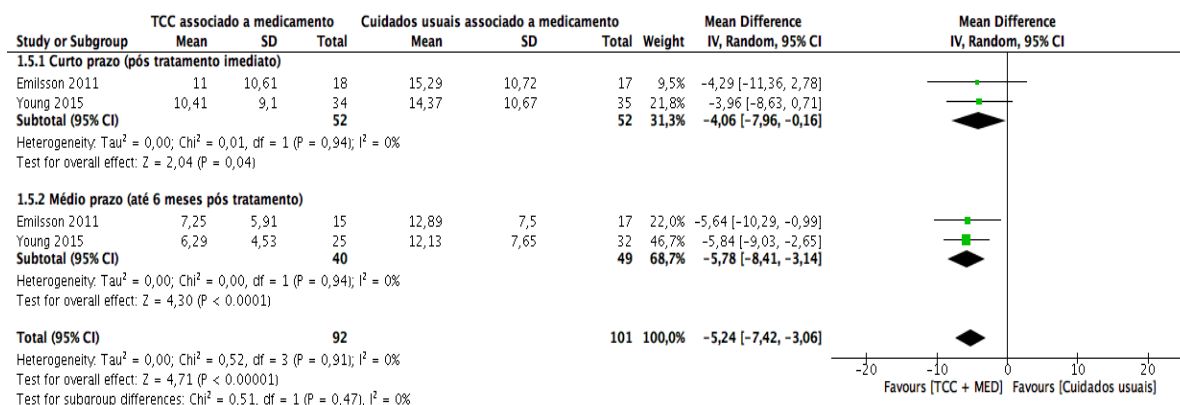 TCC associado a medicamento Cuidados usuais associado a medicamento Mean Difference Mean Difference
Study or Subgroup Mean SD Total Mean SD Total Weight IV, Random, 95% CI IV, Random, 95% CI
1.5.1 Curto prazo (pós tratamento imediato)
Emilsson 2011 11 10,61 18 15,29 10,72 17 9,5% −4,29 [−11,36, 2,78]
Young 2015 10,41 9,1 34 14,37 10,67 35 21,8% −3,96 [−8,63, 0,71]
Subtotal (95% CI) 52 52 31,3% −4,06 [−7,96, −0,16]
Heterogeneity: Tau² = 0,00; Chi² = 0,01, df = 1 (P = 0,94); I² = 0%
Test for overall effect: Z = 2,04 (P = 0,04)
1.5.2 Médio prazo (até 6 meses pós tratamento)
Emilsson 2011 7,25 5,91 15 12,89 7,5 17 22,0% −5,64 [−10,29, −0,99]
Young 2015 6,29 4,53 25 12,13 7,65 32 46,7% −5,84 [−9,03, −2,65]
Subtotal (95% CI) 40 49 68,7% −5,78 [−8,41, −3,14]
Heterogeneity: Tau² = 0,00; Chi² = 0,00, df = 1 (P = 0,94); I² = 0%
Test for overall effect: Z = 4,30 (P < 0.0001)
Total (95% CI) 92 101 100,0% −5,24 [−7,42, −3,06]
Heterogeneity: Tau² = 0,00; Chi² = 0,52, df = 3 (P = 0,91); I² = 0%
Test for overall effect: Z = 4,71 (P < 0.00001)
Test for subgroup differences: Chi² = 0,51, df = 1 (P = 0,47), I² = 0%
−20 −10 0 10 20
Favours [TCC + MED] Favours [Cuidados usuais]